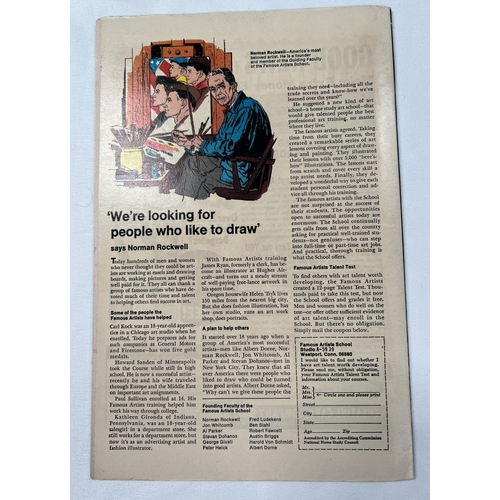 Norman Rockwell—America's most
beloved artist. He is a founder
and member of the Guiding Faculty
of the Famous Artists School.
'We're looking for
people who like to draw'
says Norman Rockwell
Today hundreds of men and women
who never thought they could be art-
ists are working at easels and drawing
boards, making pictures and getting
well paid for it. They all can thank a
group of famous artists who have de-
voted much of their time and talent
to helping others find success in art.
Some of the people the
Famous Artists have helped
Carl Kock was an 18-year-old appren-
tice in a Chicago art studio when he
enrolled. Today he prepares ads for
such companies as General Motors
and Firestone—has won five gold
medals.
Howard Sanden of Minneapolis
took the Course while still in high
school. He is now a successful artist—
recently he and his wife traveled
through Europe and the Middle East
on important art assignments.
Paul Sullivan enrolled at 14. His
Famous Artists training helped him
work his way through college.
Kathleen Gironda of Indiana,
Pennsylvania, was an 18-year-old
salesgirl in a department store. She
still works for a department store, but
now it's as an advertising artist and
fashion illustrator.
With Famous Artists training
James Ryan, formerly a clerk, has be-
come an illustrator at Hughes Air-
craft—and turns out a steady stream
of well-paying free-lance artwork in
his spare time.
Oregon housewife Helen Tryk lives
150 miles from the nearest big city.
But she does fashion illustration, has
her own studio, runs an art work
shop, does portraits.
A plan to help others
It started over 18 years ago when a
group of America's most successful
artists—men like Albert Dorne, Nor-
man Rockwell, Jon Whitcomb, Al
Parker and Stevan Dohanos—met in
New York City. They knew that all
over America there were people who
liked to draw who could be turned
into good artists. Albert Dorne asked,
"Why can't we give these people the
Founding Faculty of the
Famous Artists School
Norman Rockwell
Jon Whitcomb
Al Parker
Stevan Dohanos
George Giusti
Peter Helck
Fred Ludekens
Ben Stahl
Robert Fawcett
Austin Briggs
Harold Von Schmidt
Albert Dorne
training they need—including all the
trade secrets and know-how we've
learned over the years?"
He suggested a new kind of art
school—a home study art school—that
would give talented people the best
professional art training, no matter
where they live.
The famous artists agreed. Taking
time from their busy careers, they
created a remarkable series of art
lessons covering every aspect of draw-
ing and painting. They illustrated
their lessons with over 5,000 "here's
how" illustrations. The lessons start
from scratch and cover every skill a
top artist needs. Finally, they de-
veloped a wonderful way to give each
student personal correction and ad-
vice all through his training.
The famous artists with the School
are not surprised at the success of
their students. The opportunities
open to successful artists today are
enormous. The School continually
gets calls from all over the country
asking for practical well-trained stu-
dents—not geniuses—who can step
into full-time or part-time art jobs.
And practical, thorough training is
what the School gives.
Famous Artists Talent Test
To find others with art talent worth
developing, the Famous Artists
created a 12-page Talent Test. Thou-
sands paid to take this test, but now
the School offers and grades it free.
Men and women who do well on the
test—or offer other sufficient evidence
of art talent—may enroll in the
School. But there's no obligation.
Simply mail the coupon below.
Famous Artists School
Westport, Conn. 06880
I would like to find out whether I
have art talent worth developing.
Please send me, without obligation,
your Famous Artists Talent Test and
information about your course.
Mr.
Mrs.
Miss
Circle one and please print
Street
City
State
Age
Zip
Accredited by the Accrediting Commission
National Home Study Council